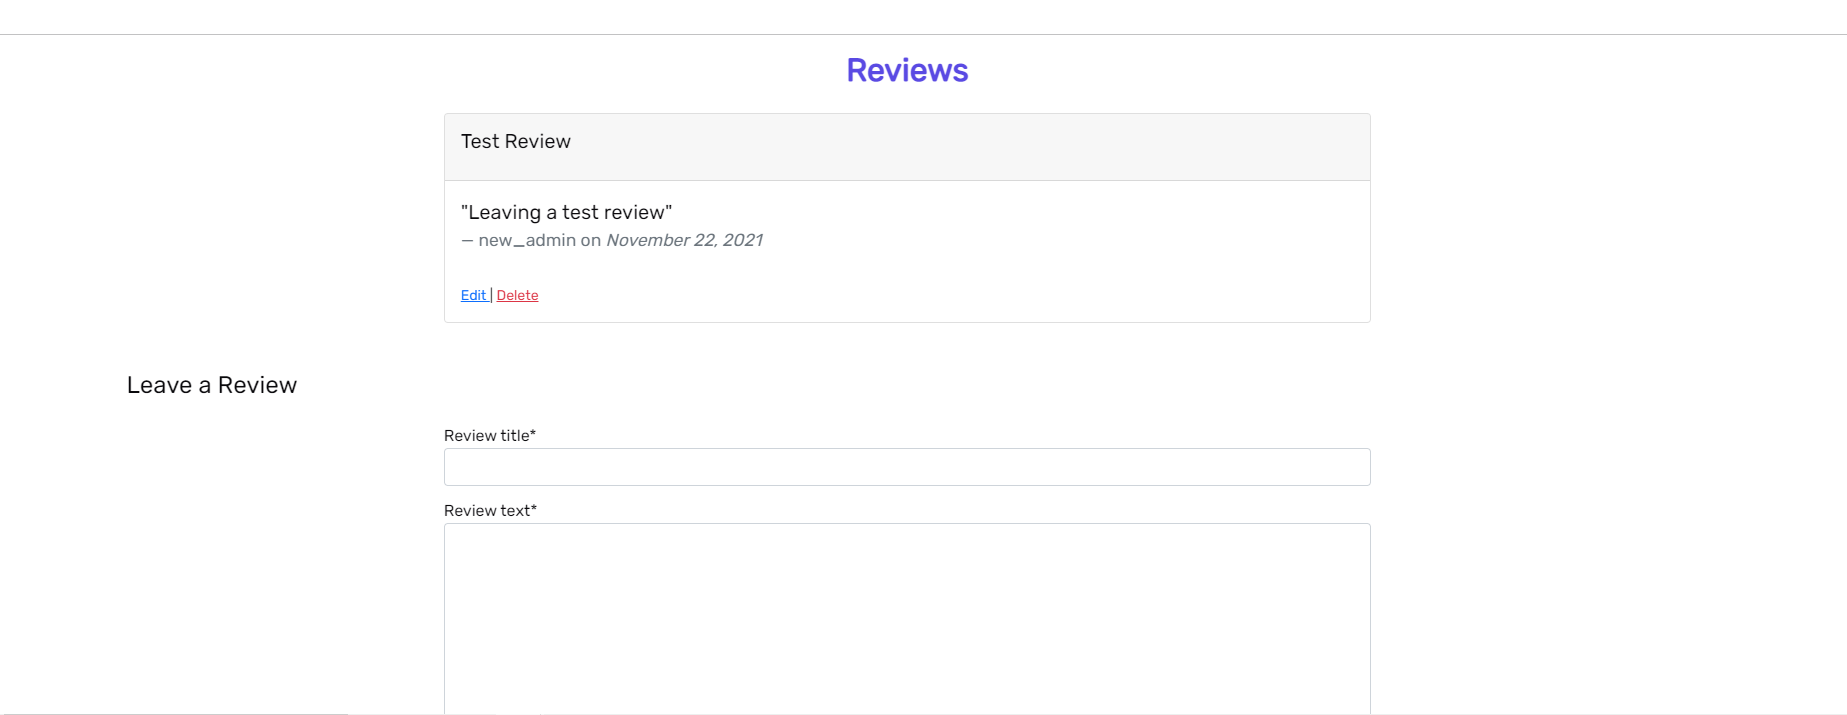 Reviews
Test Review
"Leaving a test review"
— new_admin on November 22, 2021
Edit | Delete
Leave a Review
Review title*
Review text*